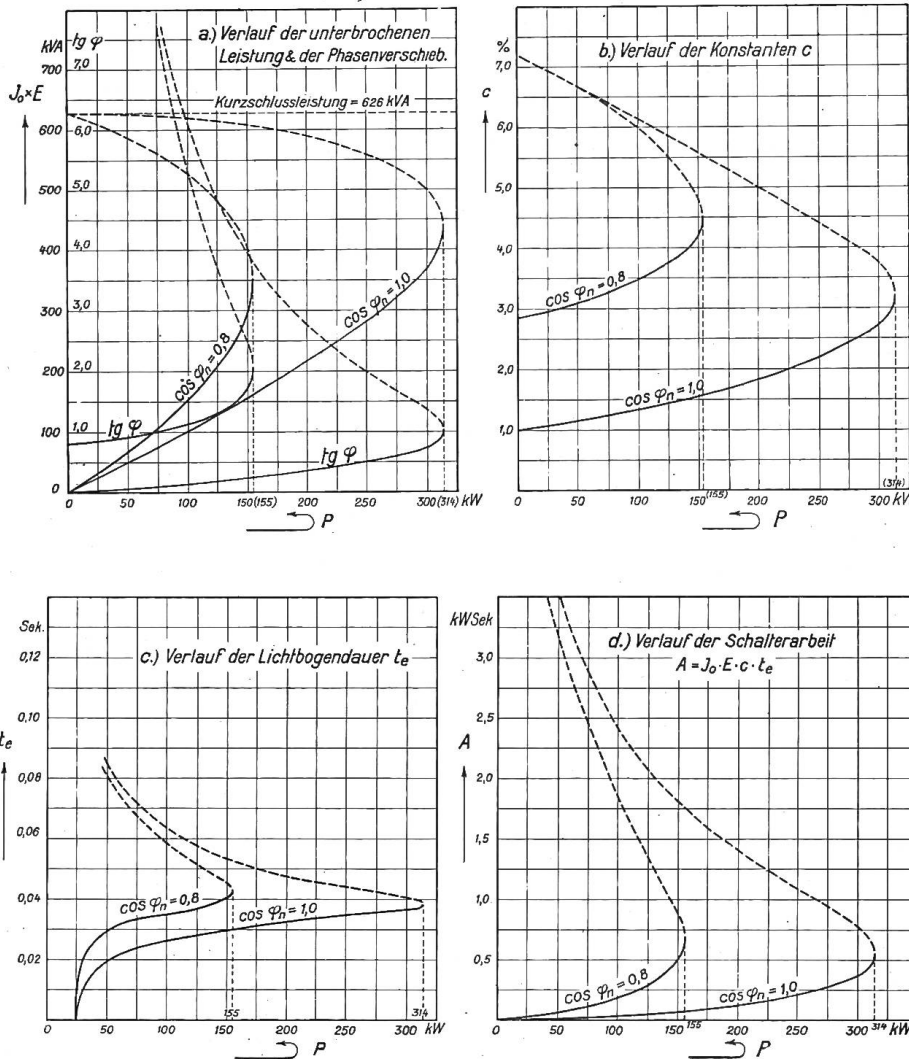 a.) Verlauf der unterbrochenen
Leistung & der Phasenverschieb.
kVA
tg φ
700
7,0
J₀×E
Kurzschlussleistung = 626 kVA
600
6,0
500
5,0
400
4,0
300
3,0
200
2,0
100
1,0
0
cos φn = 0,8
cos φn = 1,0
tg φ
tg φ
0 50 100 150(155) 200 250 300(314) kW
P
b.) Verlauf der Konstanten c
%
7,0
c
6,0
5,0
4,0
3,0
2,0
1,0
cos φn = 0,8
cos φn = 1,0
0 50 100 150(155) 200 250 300 (314) kW
P
c.) Verlauf der Lichtbogendauer te
Sek.
0,12
0,10
te
0,08
0,06
0,04
0,02
cos φn = 0,8
cos φn = 1,0
0 50 100 150 155 200 250 300 314 kW
P
d.) Verlauf der Schalterarbeit
A = J₀·E·c·te
kWSek
3,0
2,5
A
2,0
1,5
1,0
0,5
cos φn = 0,8
cos φn = 1,0
0 50 100 150 155 200 250 300 314 kW
P